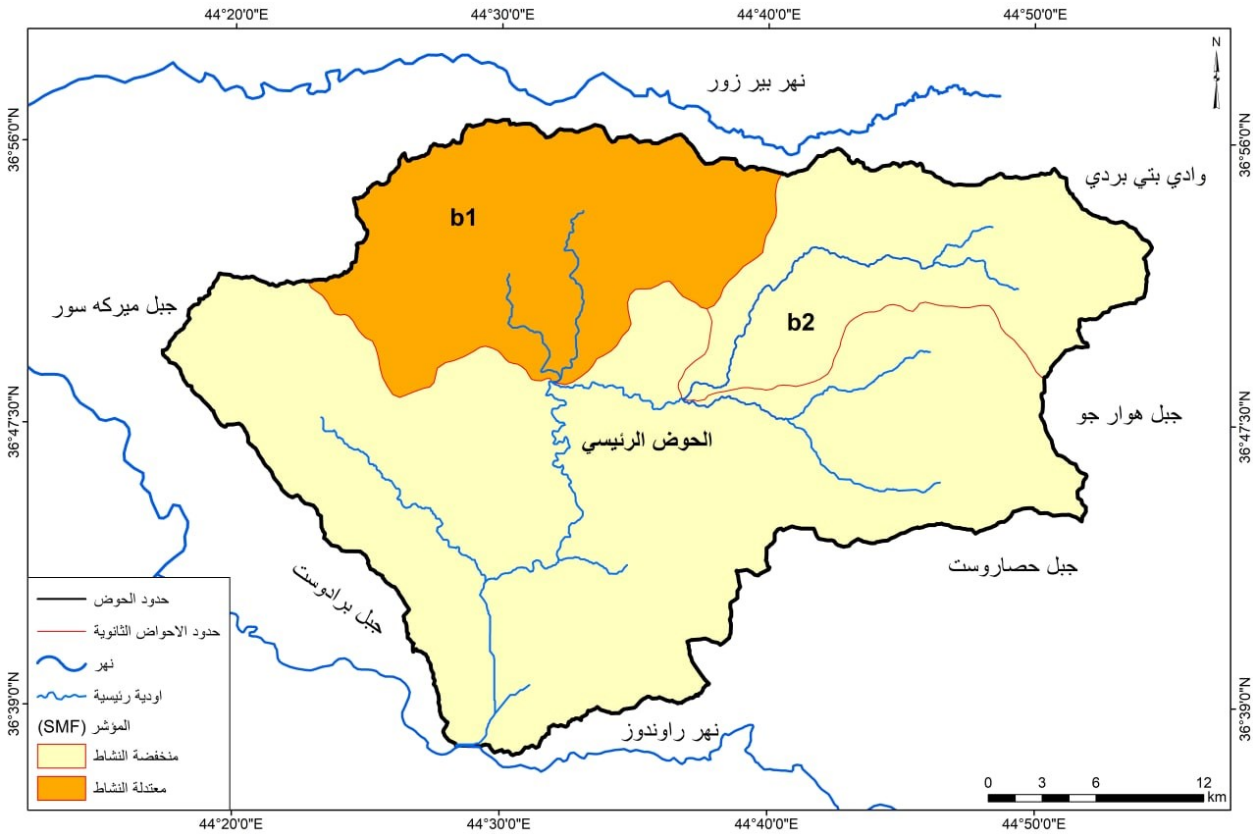 44°20'0"E
44°30'0"E
44°40'0"E
44°50'0"E
N
نهر بير زور
36°56'0"N
36°56'0"N
وادي بتي بردي
b1
جبل ميركه سور
b2
جبل هوار جو
36°47'30"N
36°47'30"N
الحوض الرئيسي
جبل حصاروست
جبل برادوست
حدود الحوض
حدود الاحواض الثانوية
نهر
اودية رئيسية
المؤشر (SMF)
منخفضة النشاط
معتدلة النشاط
36°39'0"N
36°39'0"N
نهر راوندوز
0 3 6 12
km
44°20'0"E
44°30'0"E
44°40'0"E
44°50'0"E